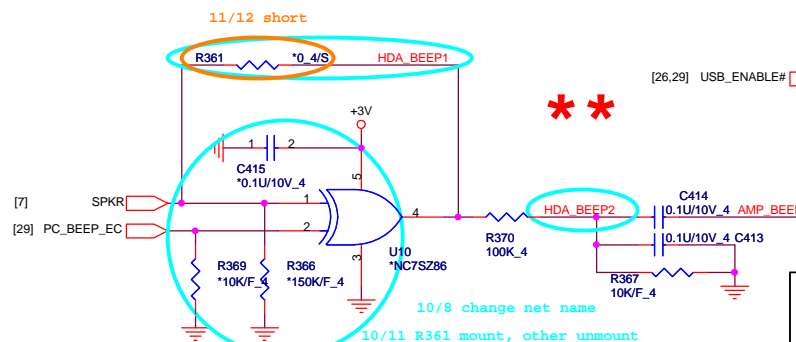 11/12 short
R361 *0_4/S HDA_BEEP1
[26,29] USB_ENABLE#
**
+3V
1 2
C415
*0.1U/10V_4
5
[7] SPKR
1
4
HDA_BEEP2
C414
0.1U/10V_4
[29] PC_BEEP_EC
2
3
U10
*NC7SZ86
R370
100K_4
0.1U/10V_4 C413
R369
*10K/F_4
R366
*150K/F_4
R367
10K/F_4
10/8 change net name
10/11 R361 mount, other unmount